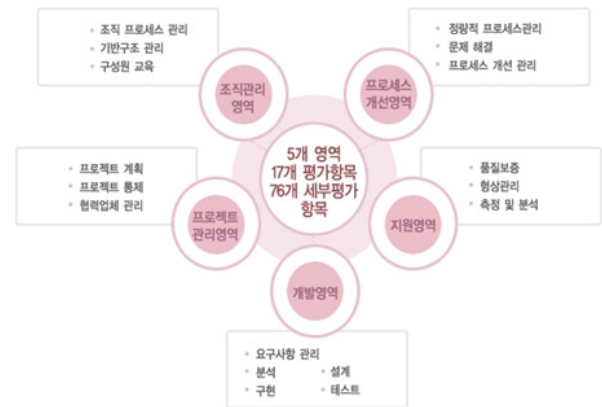 • 조직 프로세스 관리
• 기반구조 관리
• 구성원 교육
• 정량적 프로세스관리
• 문제 해결
• 프로세스 개선 관리
조직관리
영역
프로세스
개선영역
5개 영역
17개 평가항목
76개 세부평가
항목
• 프로젝트 계획
• 프로젝트 통제
• 협력업체 관리
• 품질보증
• 형상관리
• 측정 및 분석
프로젝트
관리영역
지원영역
개발영역
• 요구사항 관리
• 분석 • 설계
• 구현 • 테스트